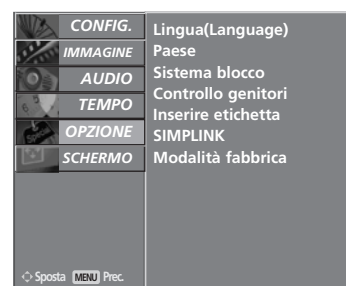 CONFIG.
IMMAGINE
AUDIO
TEMPO
OPZIONE
SCHERMO
Lingua(Language)
Paese
Sistema blocco
Controllo genitori
Inserire etichetta
SIMPLINK
Modalità fabbrica
Sposta MENU Prec.